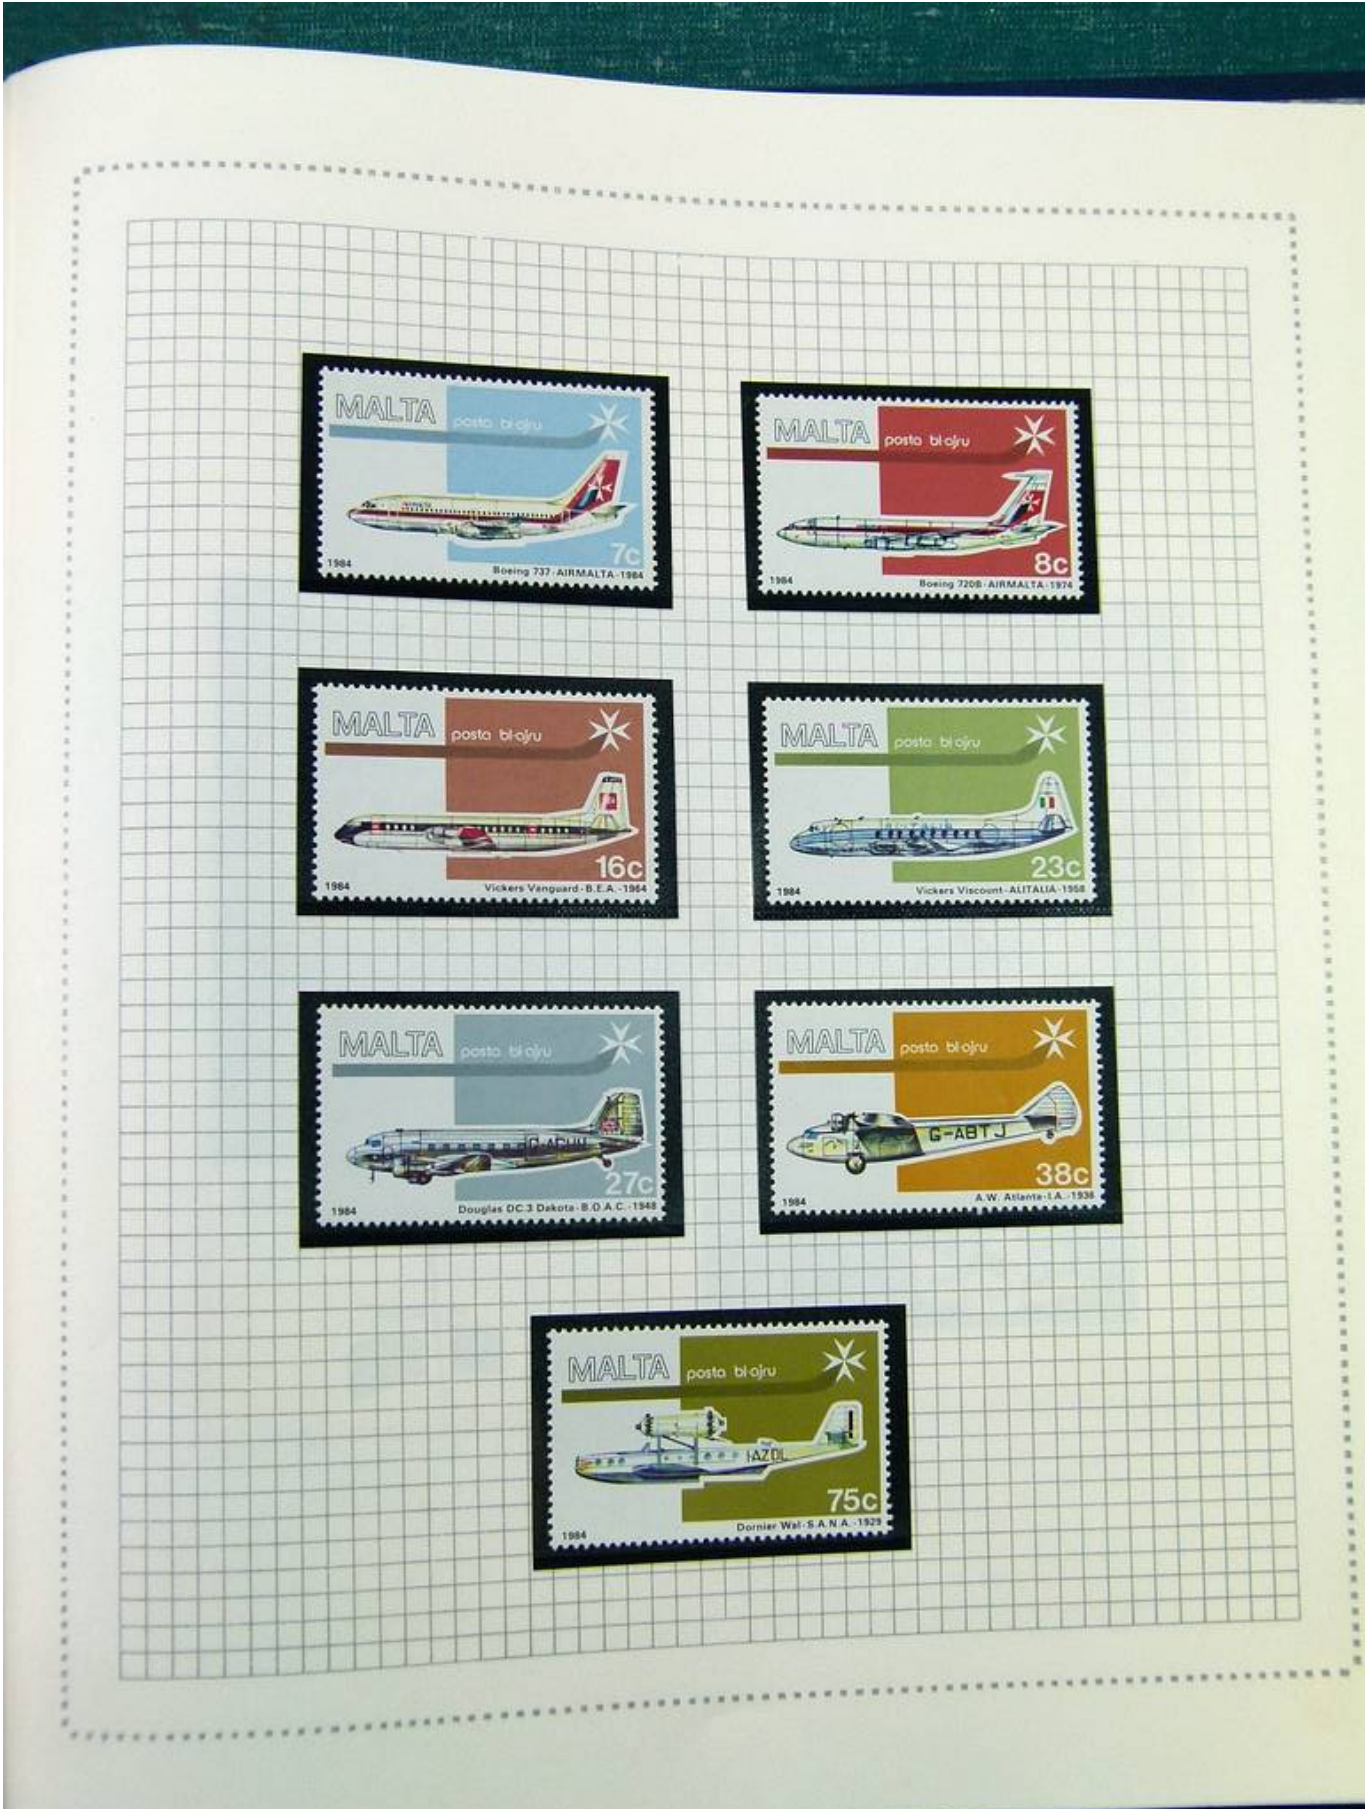 MALTA posta bl-ajru
AIRMALTA
7c
1984 Boeing 737-AIRMALTA-1984
MALTA posta bl-ajru
8c
1984 Boeing 720B-AIRMALTA-1974
MALTA posta bl-ajru
16c
1984 Vickers Vanguard-B.E.A.-1964
MALTA posta bl-ajru
ALITALIA
23c
1984 Vickers Viscount-ALITALIA-1958
MALTA posta bl-ajru
27c
1984 Douglas DC.3 Dakota-B.O.A.C.-1948
MALTA posta bl-ajru
G-ABTJ
38c
1984 A.W. Atlanta-I.A.-1936
MALTA posta bl-ajru
I-AZDL
75c
1984 Dornier Wal-S.A.N.A.-1929